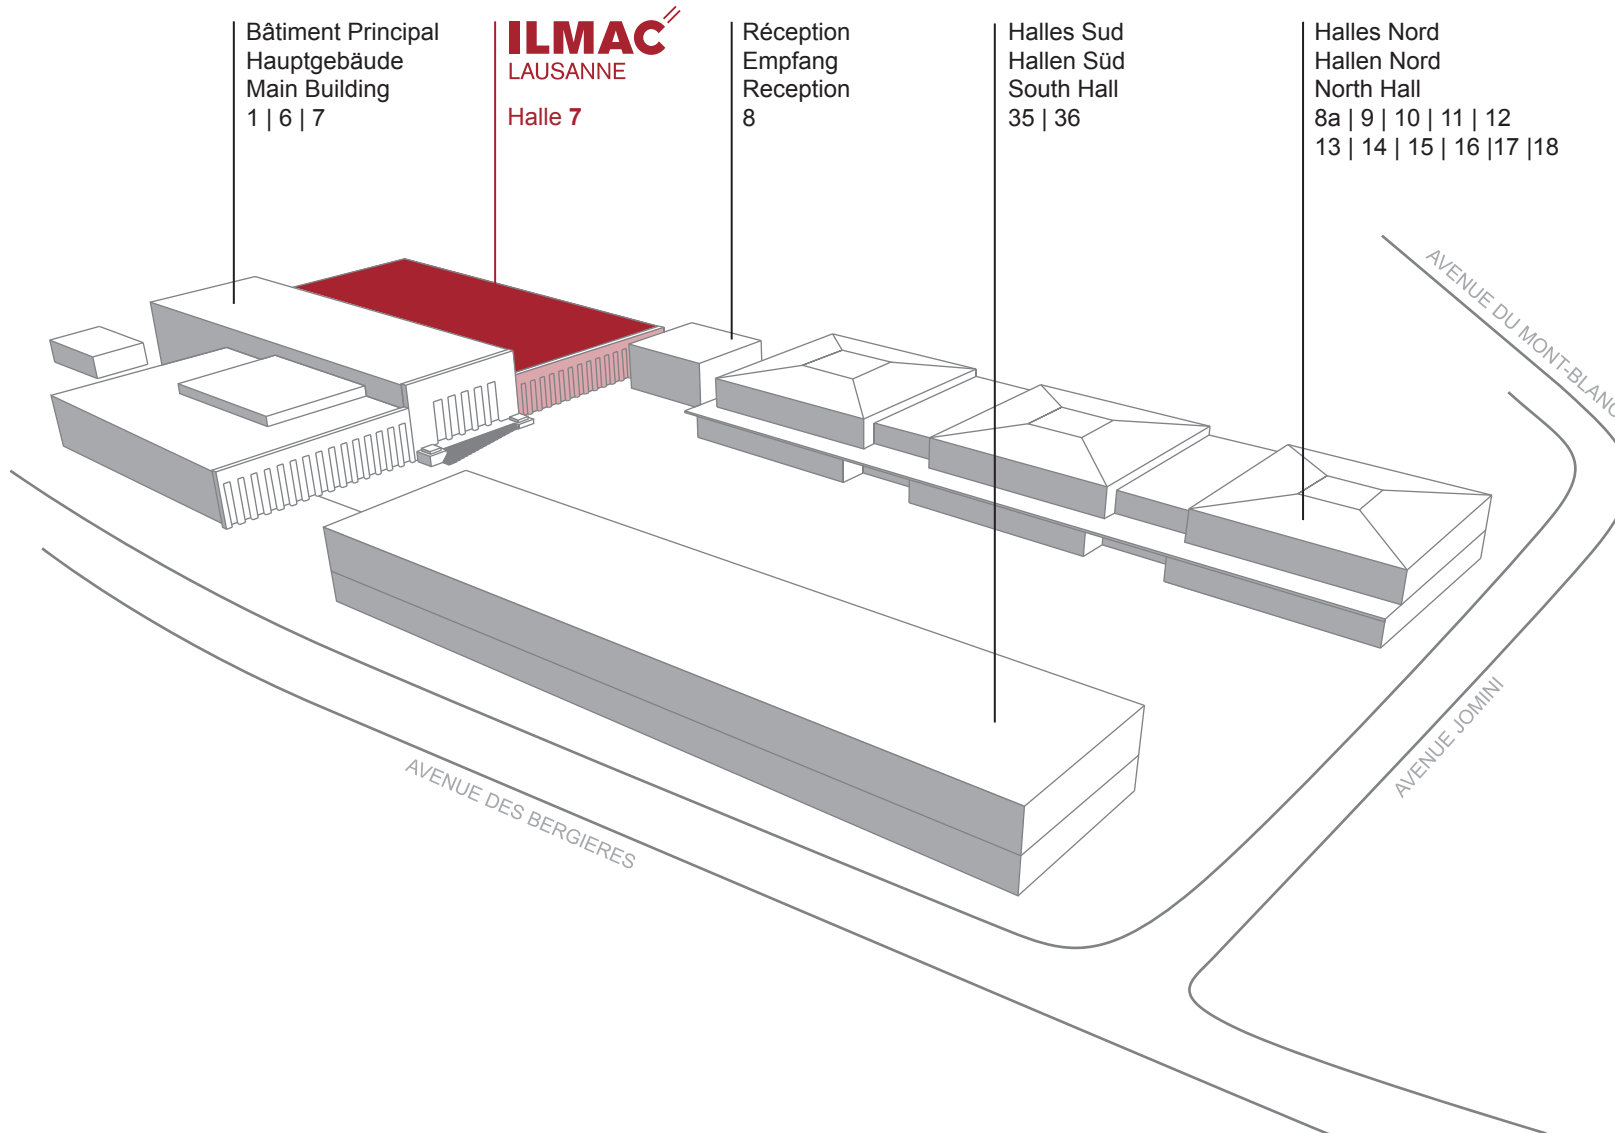 Bâtiment Principal
Hauptgebäude
Main Building
1 | 6 | 7
ILMAC
LAUSANNE
Halle 7
Réception
Empfang
Reception
8
Halles Sud
Hallen Süd
South Hall
35 | 36
Halles Nord
Hallen Nord
North Hall
8a | 9 | 10 | 11 | 12
13 | 14 | 15 | 16 |17 |18
AVENUE DU MONT-BLANC
AVENUE JOMINI
AVENUE DES BERGIERES